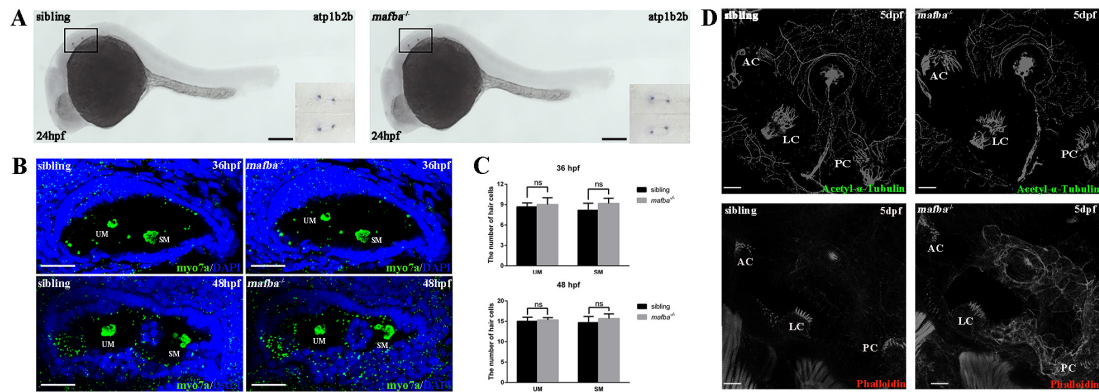 A
sibling
atp1b2b
24hpf
mafba-/-
atp1b2b
24hpf
B
sibling
36hpf
UM
SM
myo7a/DAPI
mafba-/-
36hpf
UM
SM
myo7a/DAPI
sibling
48hpf
UM
SM
myo7a/DAPI
mafba-/-
48hpf
UM
SM
myo7a/DAPI
C
36 hpf
The number of hair cells
12
9
6
3
0
ns
ns
sibling
mafba-/-
UM
SM
48 hpf
The number of hair cells
20
15
10
5
0
ns
ns
sibling
mafba-/-
UM
SM
D
sibling
5dpf
AC
LC
PC
Acetyl-α-Tubulin
mafba-/-
5dpf
AC
LC
PC
Acetyl-α-Tubulin
sibling
5dpf
AC
LC
PC
Phalloidin
mafba-/-
5dpf
AC
LC
PC
Phalloidin